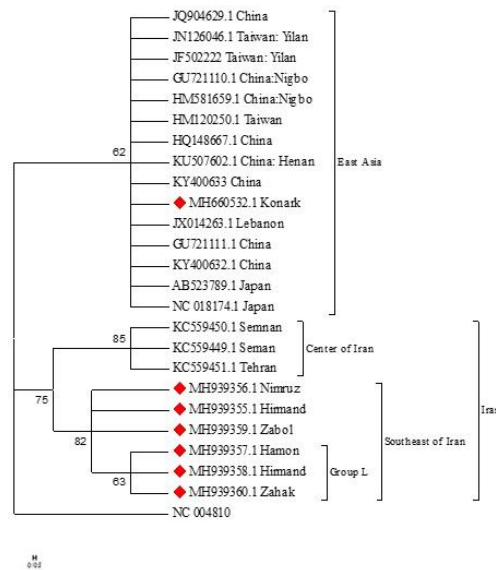 JQ904629.1 China
JN126046.1 Taiwan: Yilan
JF502222 Taiwan: Yilan
GU721110.1 China:Nigbo
HM581659.1 China:Nigbo
HM120250.1 Taiwan
HQ148667.1 China
62
KU507602.1 China: Henan
East Asia
KY400633 China
MH660532.1 Konark
JX014263.1 Lebanon
GU721111.1 China
KY400632.1 China
AB523789.1 Japan
NC 018174.1 Japan
KC559450.1 Semnan
85
KC559449.1 Seman
Center of Iran
KC559451.1 Tehran
75
MH939356.1 Nimruz
MH939355.1 Hirmand
Iran
MH939359.1 Zabol
82
Southeast of Iran
MH939357.1 Hamon
MH939358.1 Hirmand
Group L
63
MH939360.1 Zahak
NC 004810